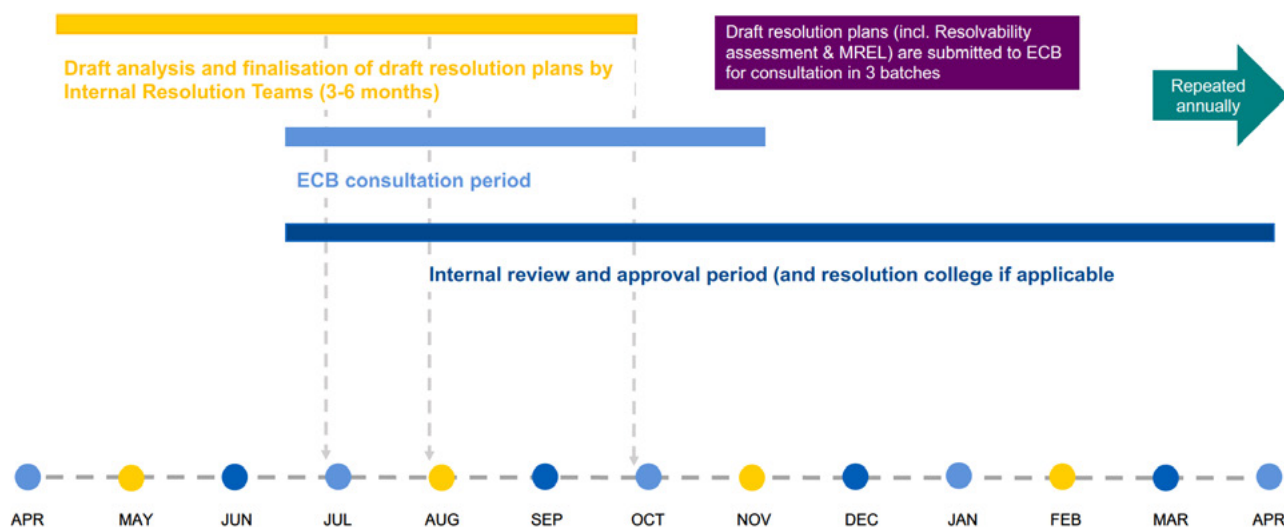 Draft analysis and finalisation of draft resolution plans by
Internal Resolution Teams (3-6 months)
Draft resolution plans (incl. Resolvability
assessment & MREL) are submitted to ECB
for consultation in 3 batches
Repeated
annually
ECB consultation period
Internal review and approval period (and resolution college if applicable
APR MAY JUN JUL AUG SEP OCT NOV DEC JAN FEB MAR APR